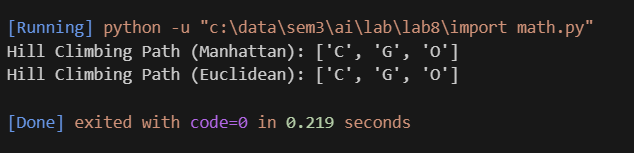 [Running] python -u "c:\data\sem3\ai\lab\lab8\import math.py"
Hill Climbing Path (Manhattan): ['C', 'G', 'O']
Hill Climbing Path (Euclidean): ['C', 'G', 'O']
[Done] exited with code=0 in 0.219 seconds